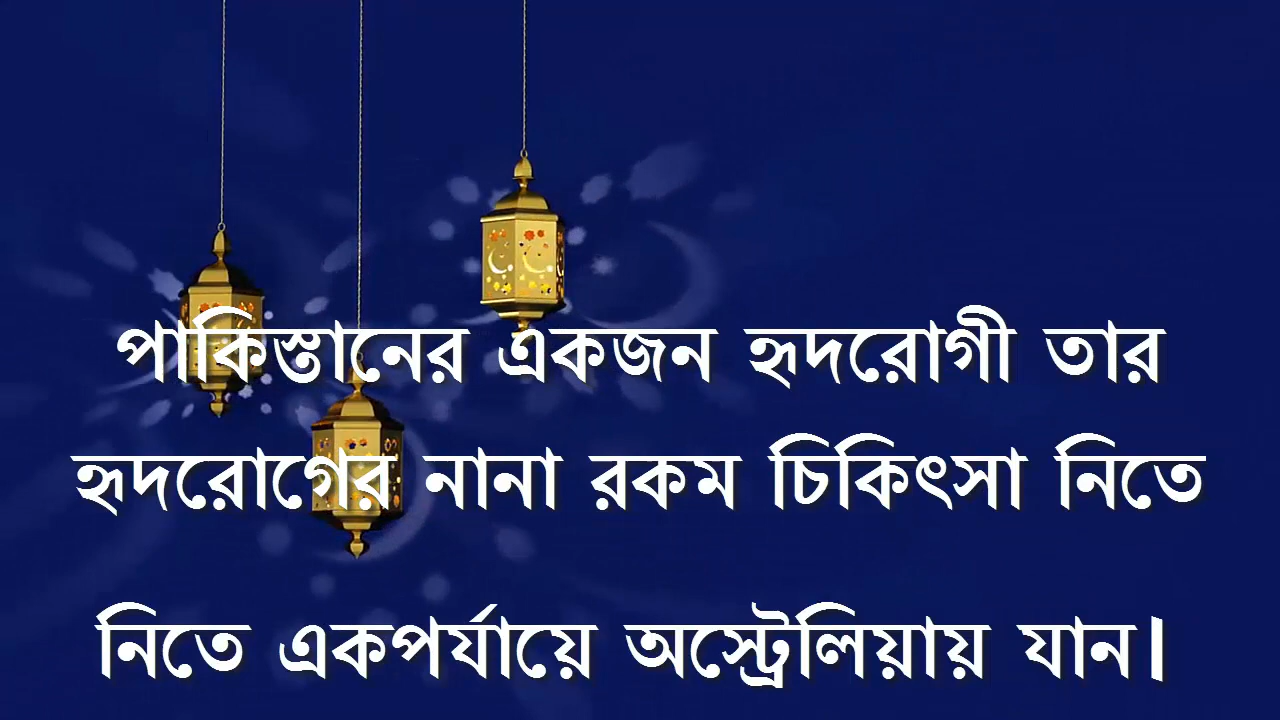 পাকিস্তানের একজন হৃদরোগী তার
হৃদরোগের নানা রকম চিকিৎসা নিতে
নিতে একপর্যায়ে অস্ট্রেলিয়ায় যান।